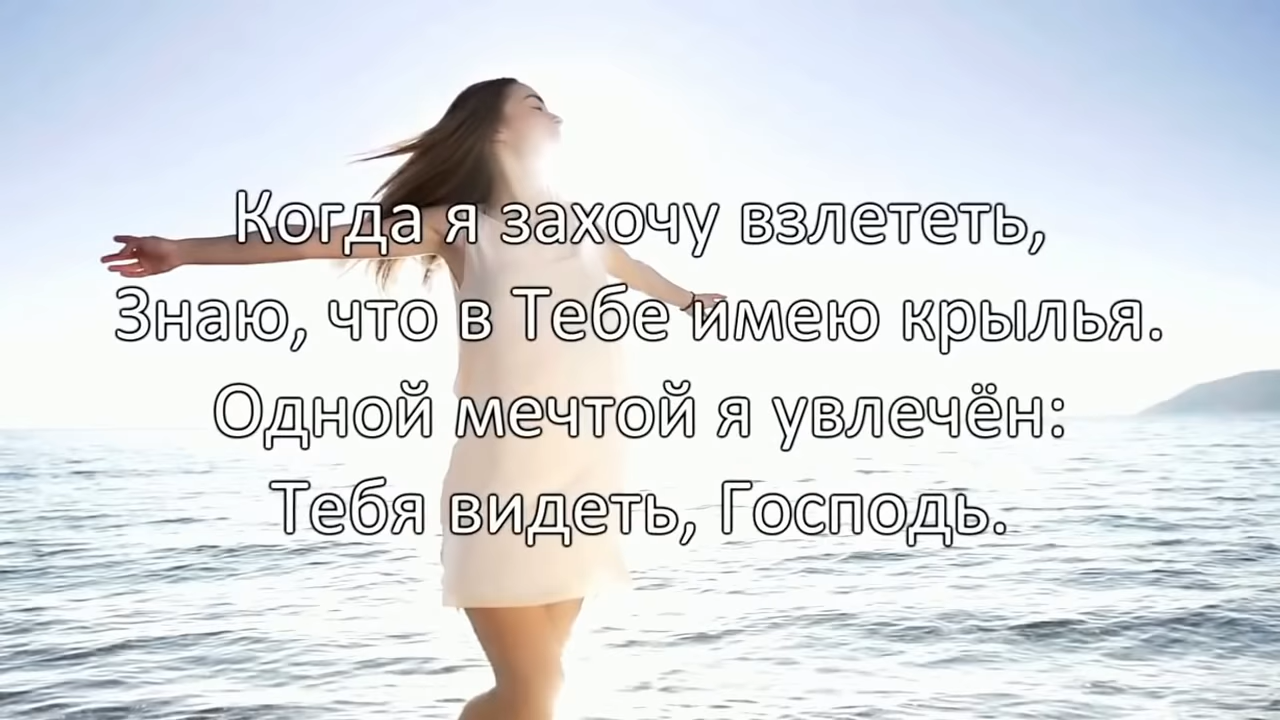 Когда я захочу взлететь,
Знаю, что в Тебе имею крылья.
Одной мечтой я увлечён:
Тебя видеть, Господь.